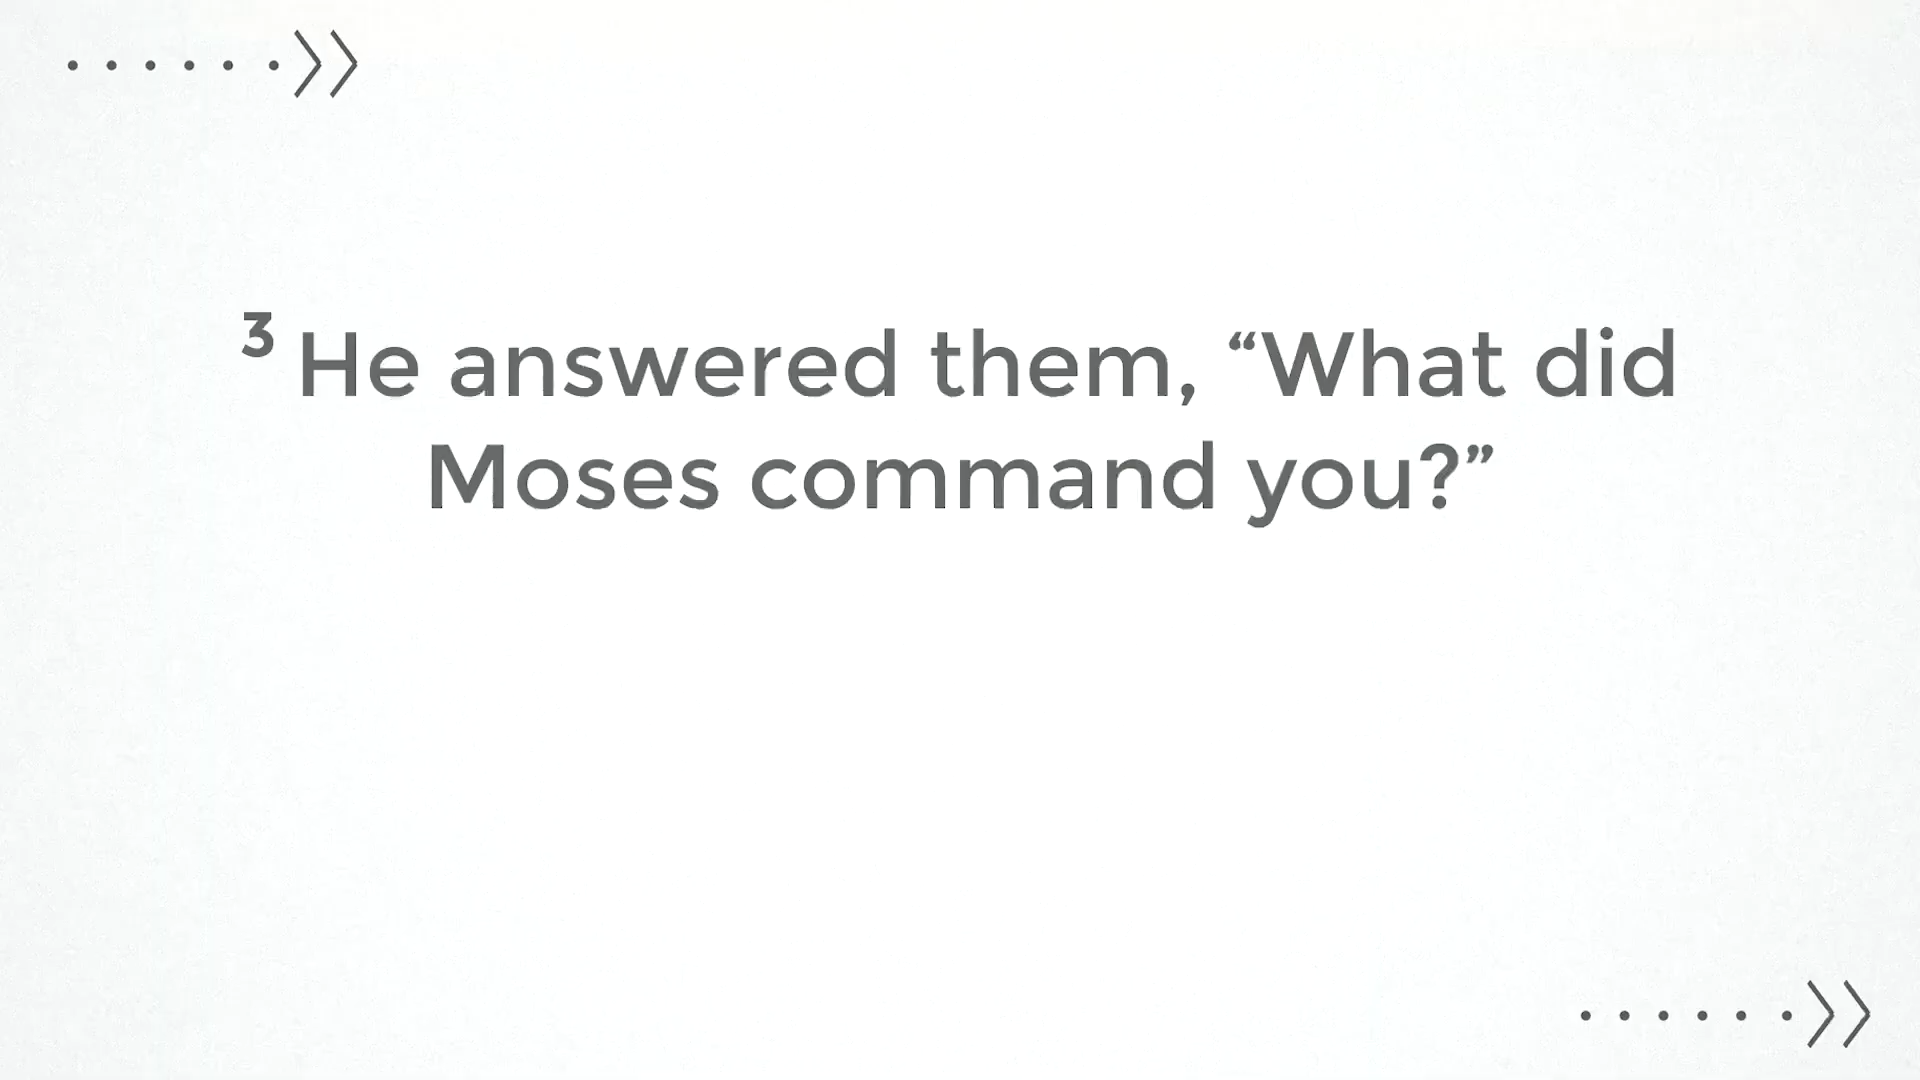 3 He answered them, “What did
Moses command you?”